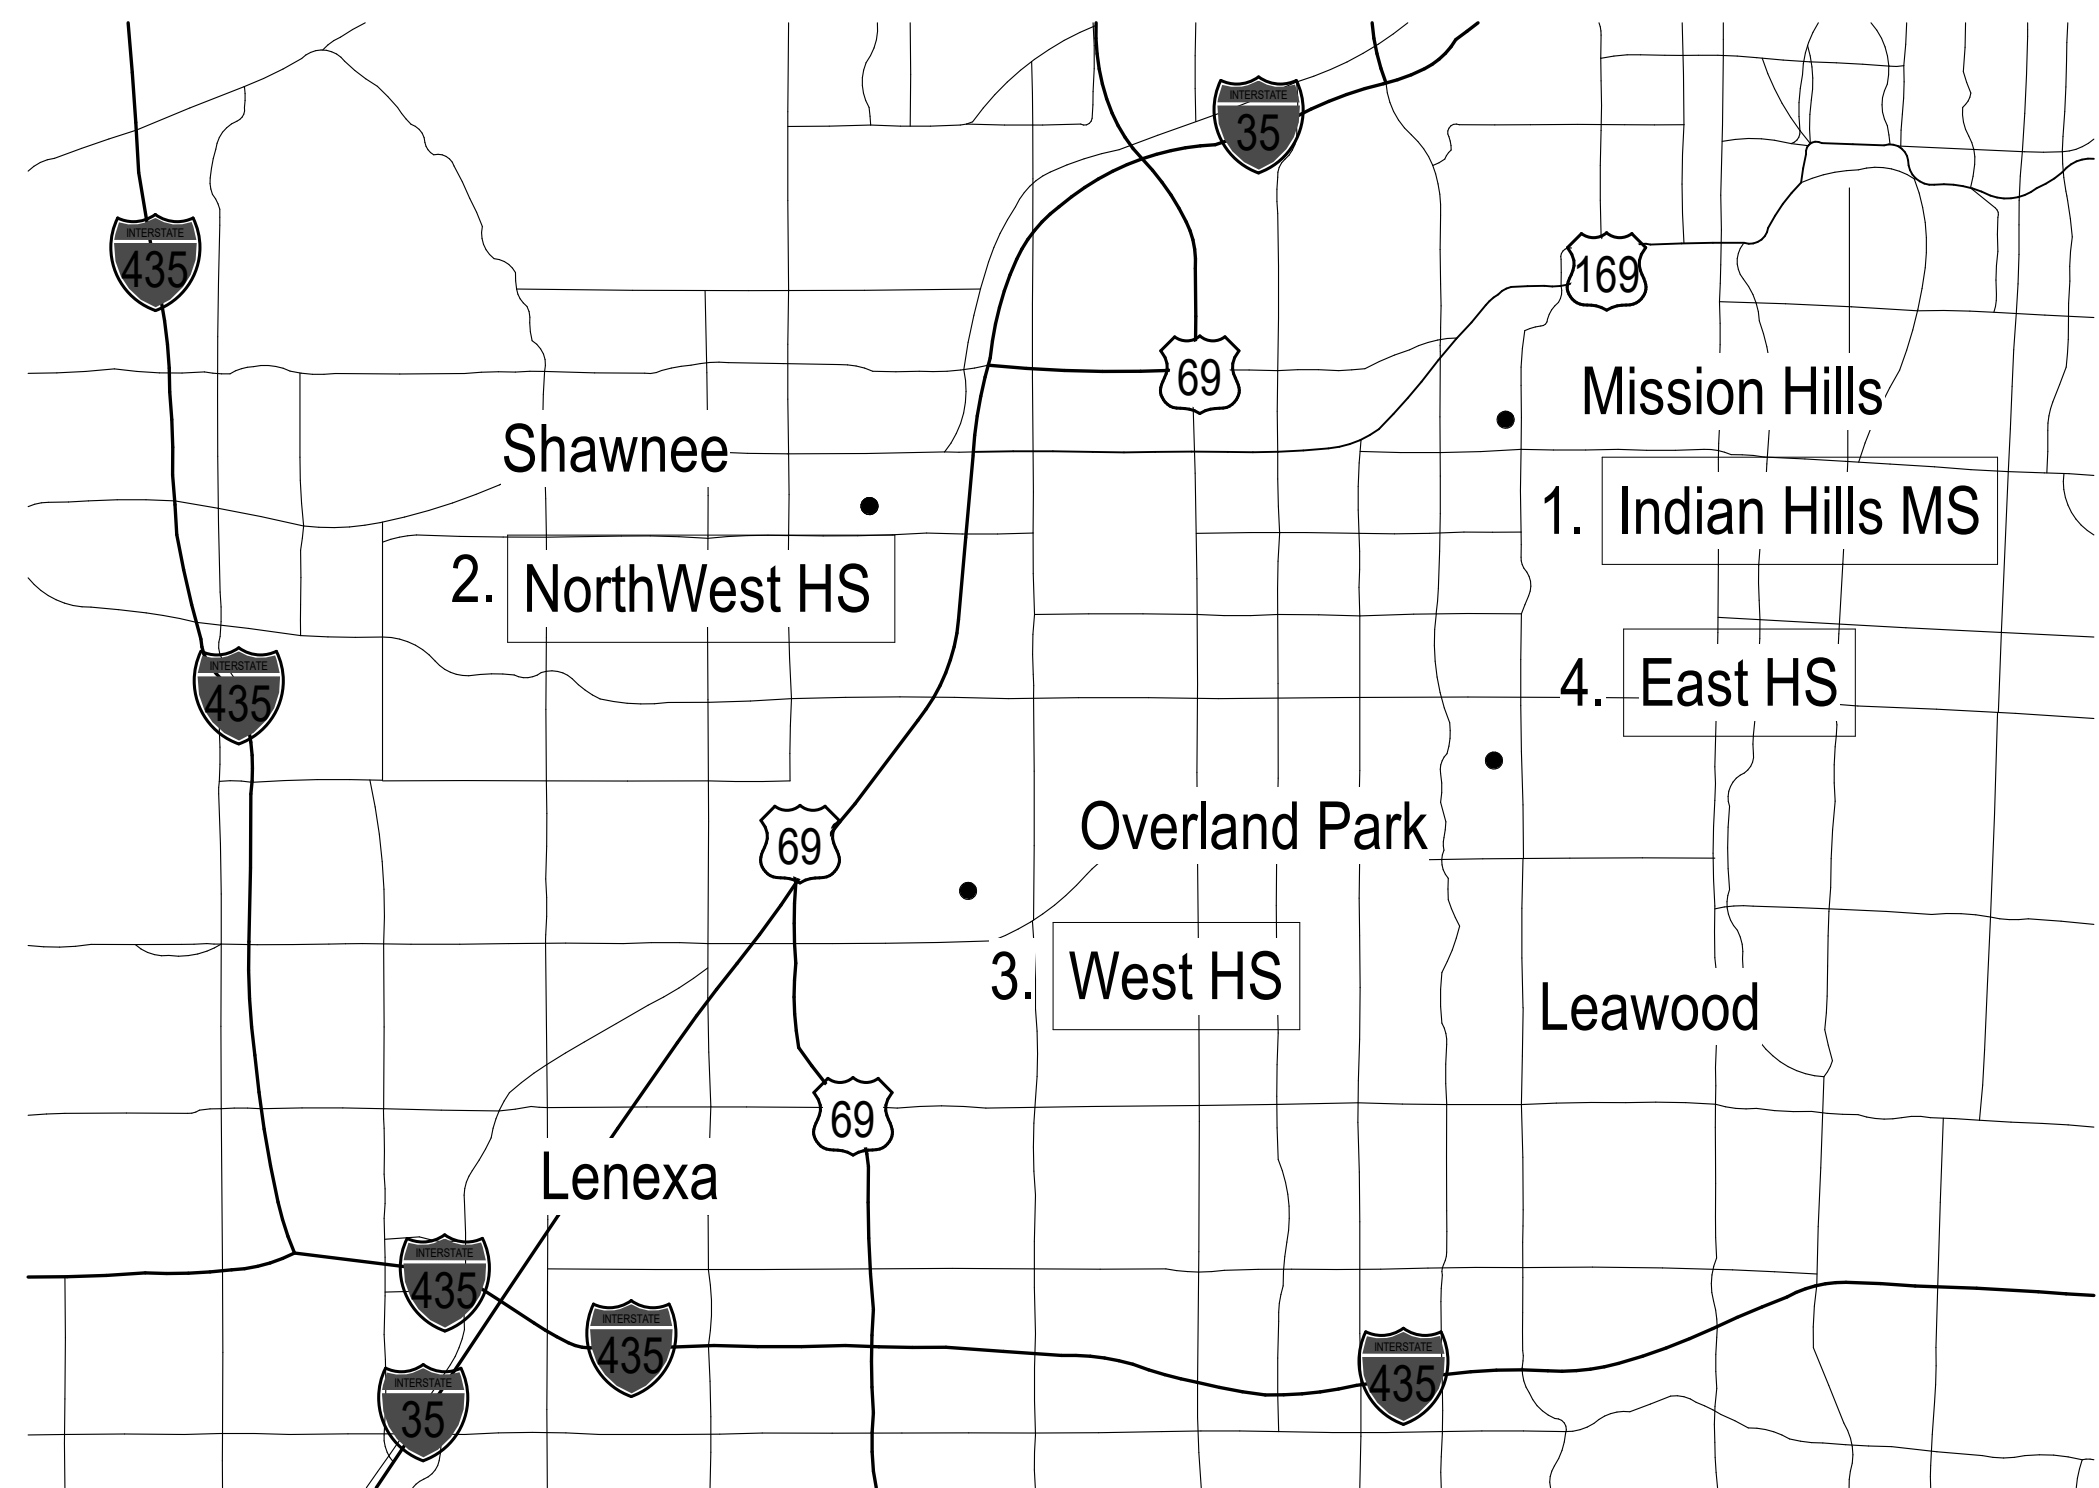 INTERSTATE
35
INTERSTATE
435
169
69
Mission Hills
Shawnee
1. Indian Hills MS
2. NorthWest HS
4. East HS
INTERSTATE
435
Overland Park
69
3. West HS
Leawood
69
Lenexa
INTERSTATE
435
INTERSTATE
435
INTERSTATE
435
INTERSTATE
35